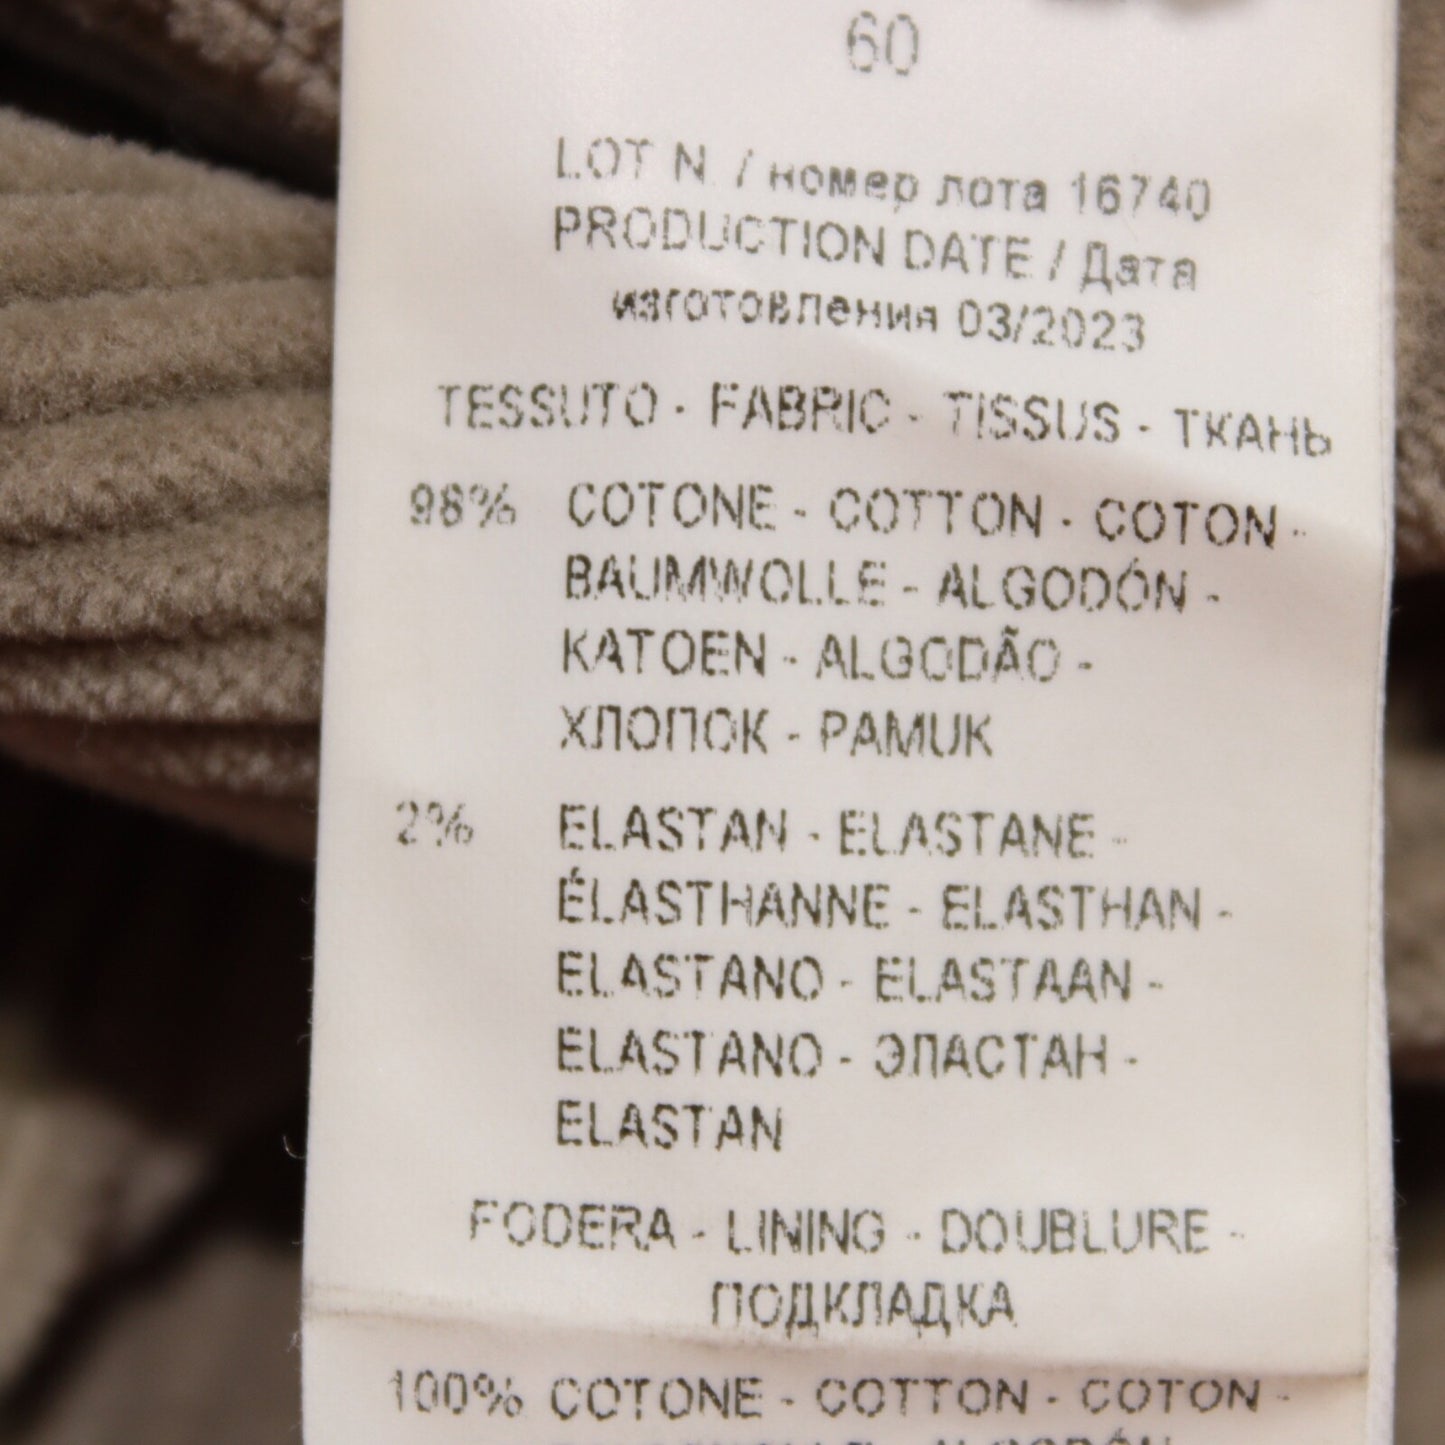 60
LOT N. / номер лота 16740
PRODUCTION DATE / Дата
изготовления 03/2023
TESSUTO - FABRIC - TISSUS - ТКАНЬ
98% COTONE - COTTON - COTON -
BAUMWOLLE - ALGODÓN -
KATOEN - ALGODÃO -
ХЛОПОК - PAMUK
2% ELASTAN - ELASTANE -
ÉLASTHANNE - ELASTHAN -
ELASTANO - ELASTAAN -
ELASTANO - ЭЛАСТАН -
ELASTAN
FODERA - LINING - DOUBLURE -
ПОДКЛАДКА
100% COTONE - COTTON - COTON -